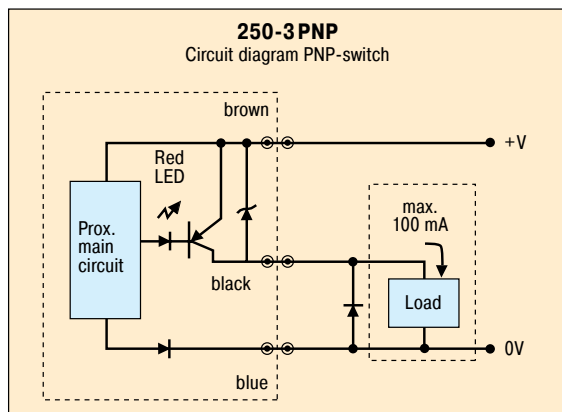 250-3 PNP
Circuit diagram PNP-switch
brown
+V
Red
LED
max.
100 mA
Prox.
main
circuit
black
Load
0V
blue